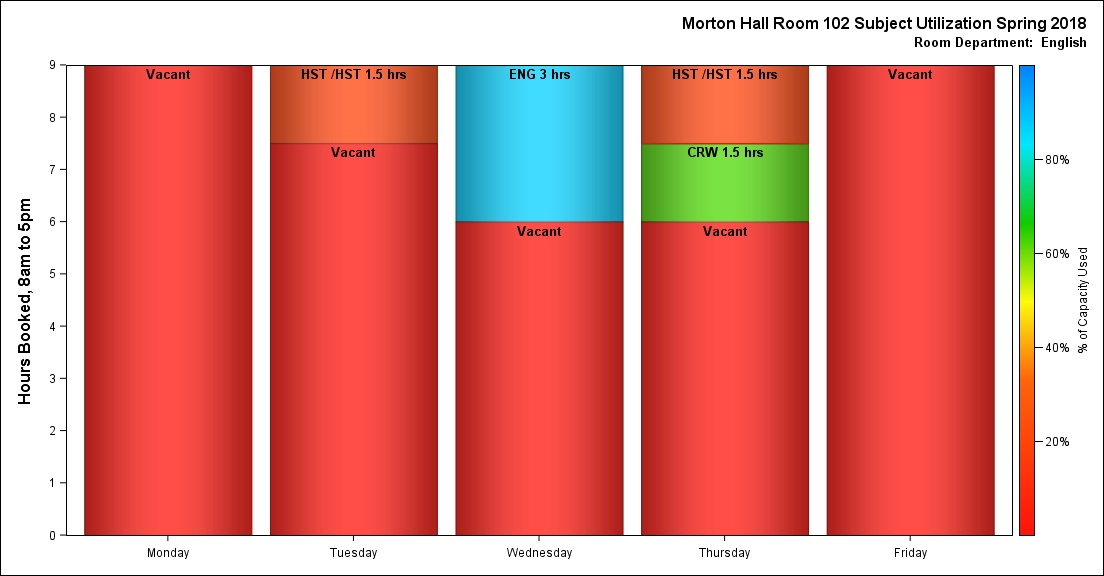 Morton Hall Room 102 Subject Utilization Spring 2018
Room Department:  English
Hours Booked, 8am to 5pm
9
8
7
6
5
4
3
2
1
0
Vacant
HST /HST 1.5 hrs
Vacant
ENG 3 hrs
Vacant
HST /HST 1.5 hrs
CRW 1.5 hrs
Vacant
Vacant
Monday
Tuesday
Wednesday
Thursday
Friday
80%
60%
40%
20%
% of Capacity Used